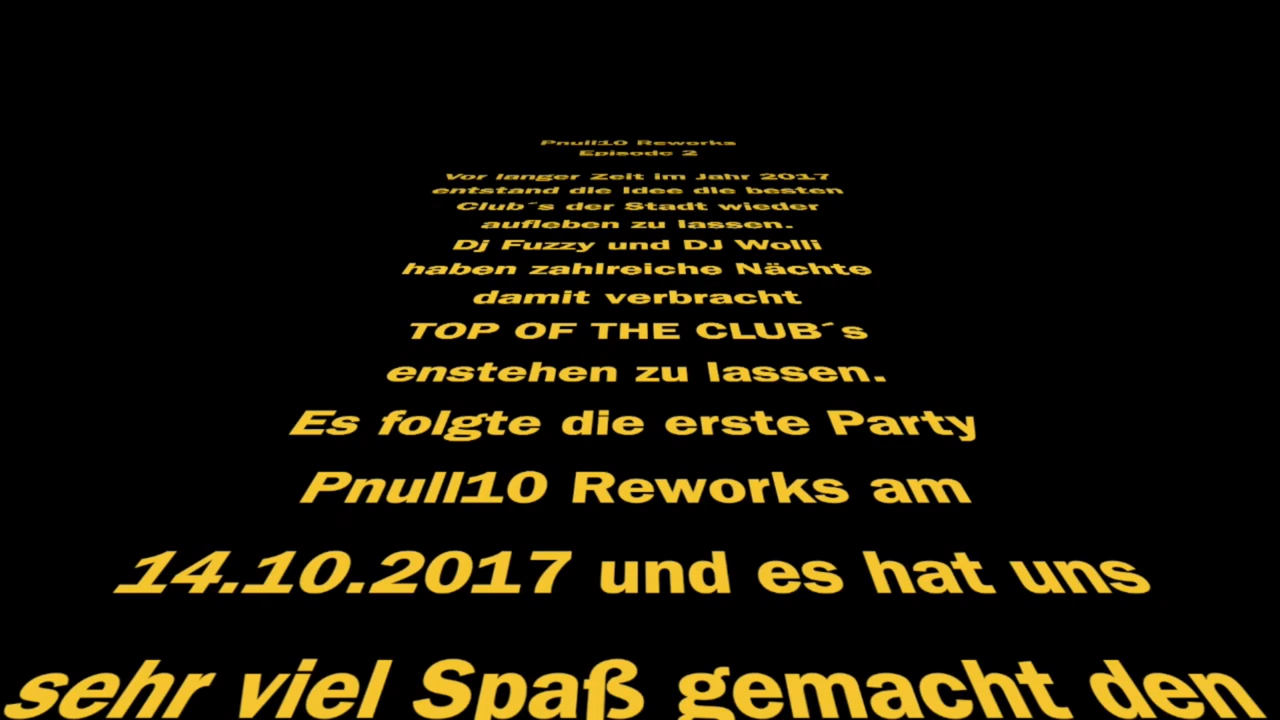 Pnull10 Reworks
Episode 2
Vor langer Zeit im Jahr 2017
entstand die Idee die besten
Club´s der Stadt wieder
aufleben zu lassen.
Dj Fuzzy und DJ Wolli
haben zahlreiche Nächte
damit verbracht
TOP OF THE CLUB´s
enstehen zu lassen.
Es folgte die erste Party
Pnull10 Reworks am
14.10.2017 und es hat uns
sehr viel Spaß gemacht den